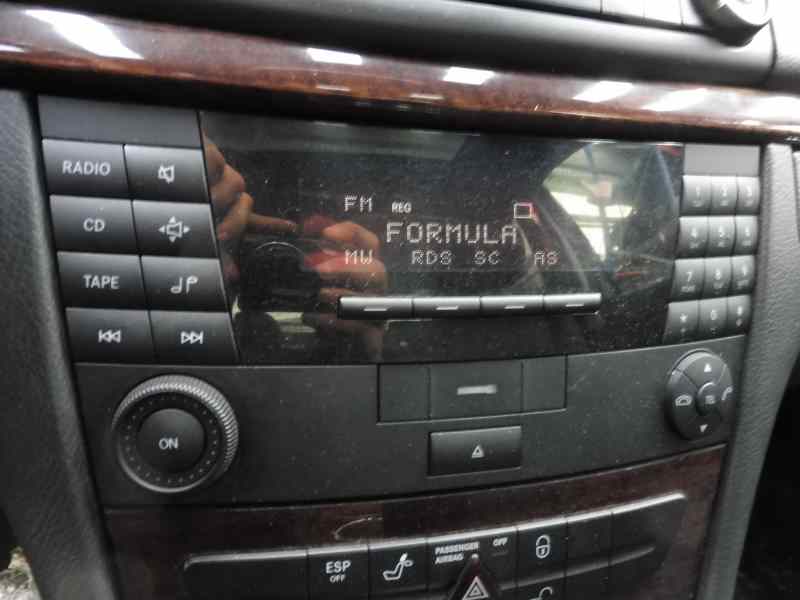 RADIO
CD
TAPE
FM REG
FORMULA
MW RDS SC AS
1 2 3
4 5 6
7 8 9
* 0 #
ON
ESP
OFF
PASSENGER
AIRBAG
OFF